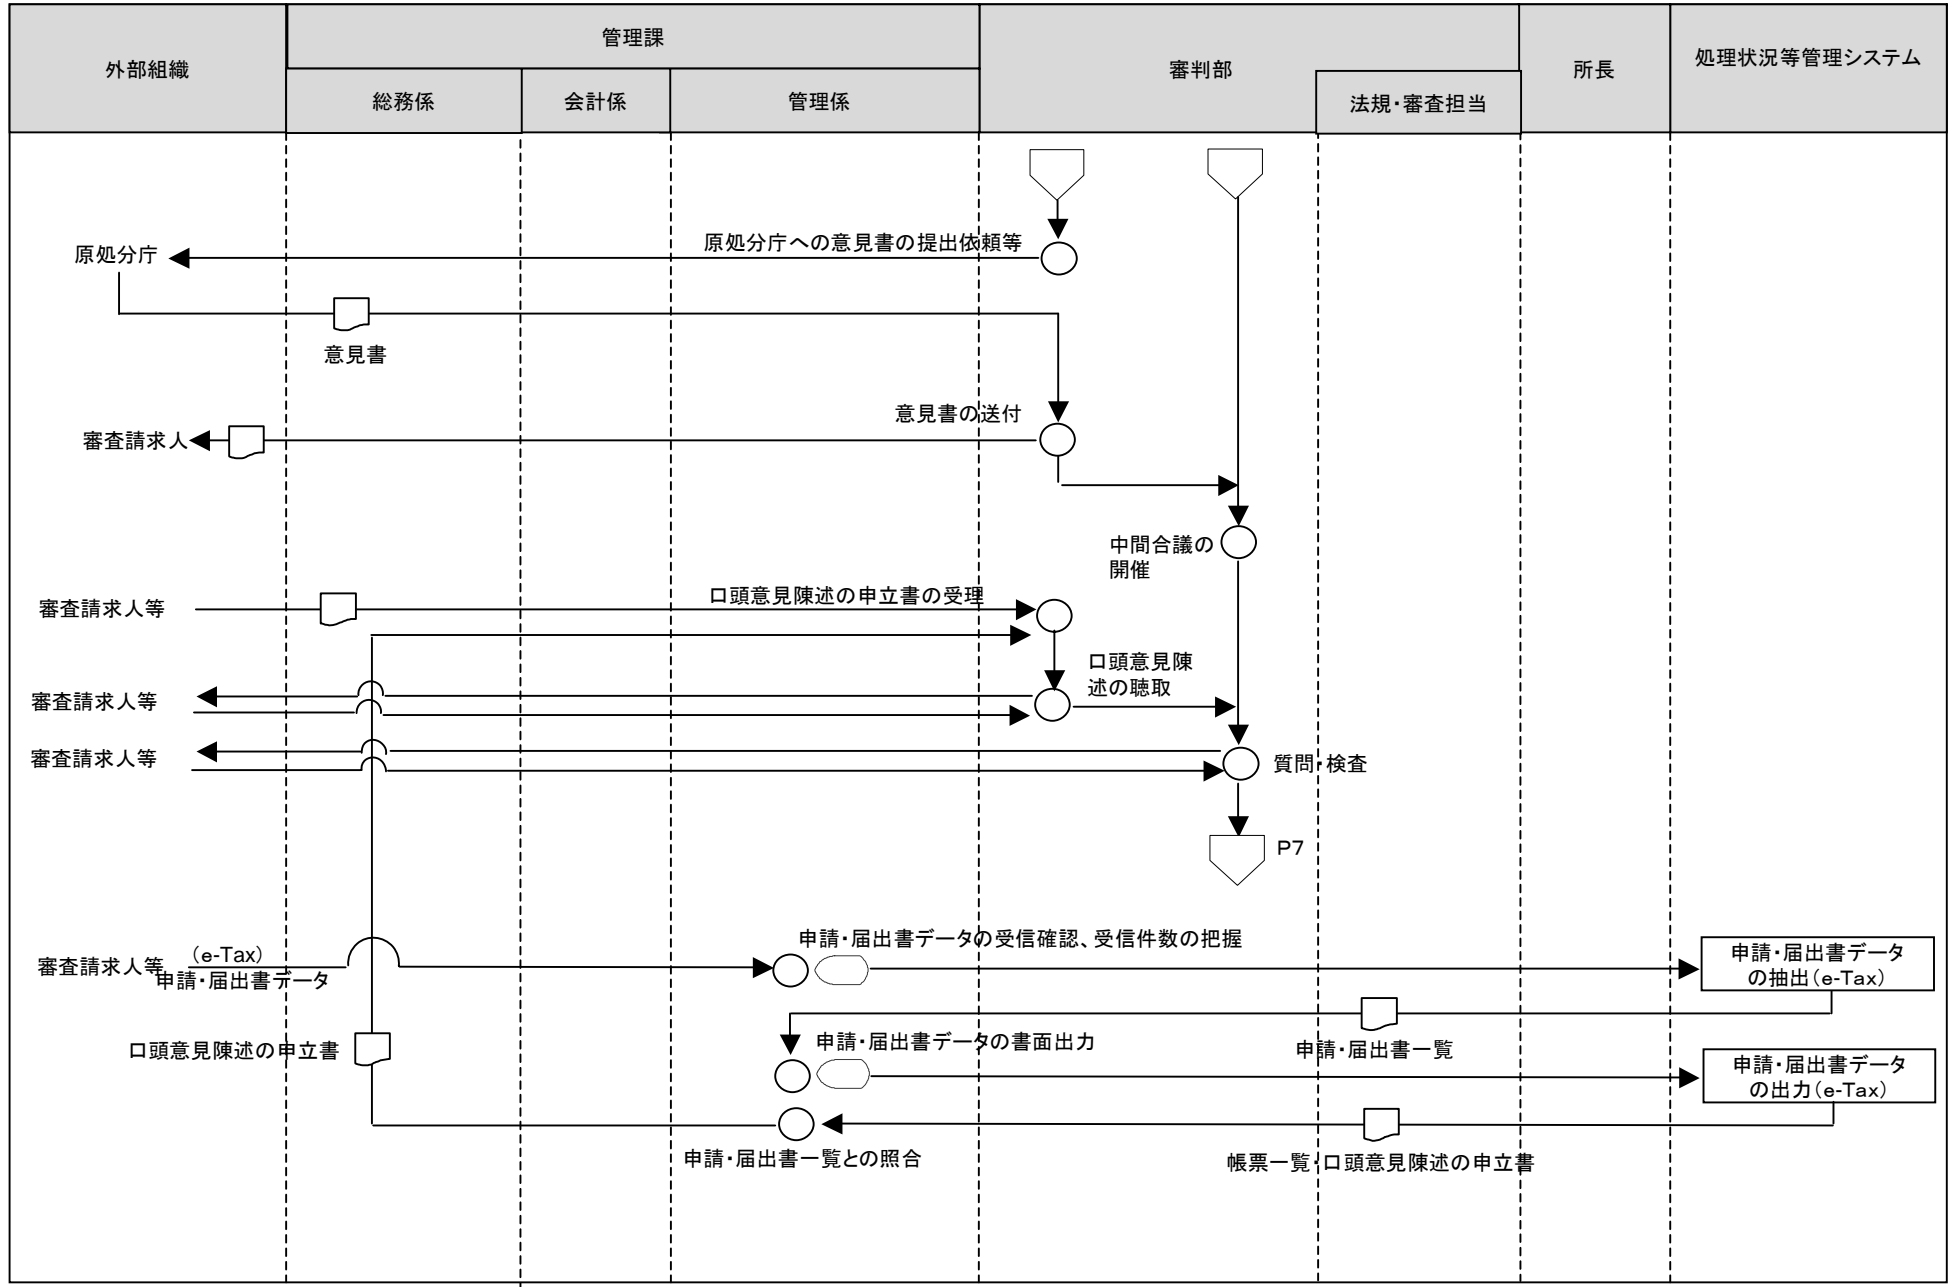 外部組織
管理課
審判部
所長
処理状況等管理システム
総務係
会計係
管理係
法規・審査担当
原処分庁
原処分庁への意見書の提出依頼等
意見書
意見書の送付
審査請求人
中間合議の
開催
審査請求人等
口頭意見陳述の申立書の受理
口頭意見陳
述の聴取
審査請求人等
審査請求人等
質問・検査
P7
申請・届出書データの受信確認、受信件数の把握
審査請求人等
(e-Tax)
申請・届出書データ
申請・届出書データ
の抽出(e-Tax)
口頭意見陳述の申立書
申請・届出書データの書面出力
申請・届出書一覧
申請・届出書データ
の出力(e-Tax)
申請・届出書一覧との照合
帳票一覧・口頭意見陳述の申立書